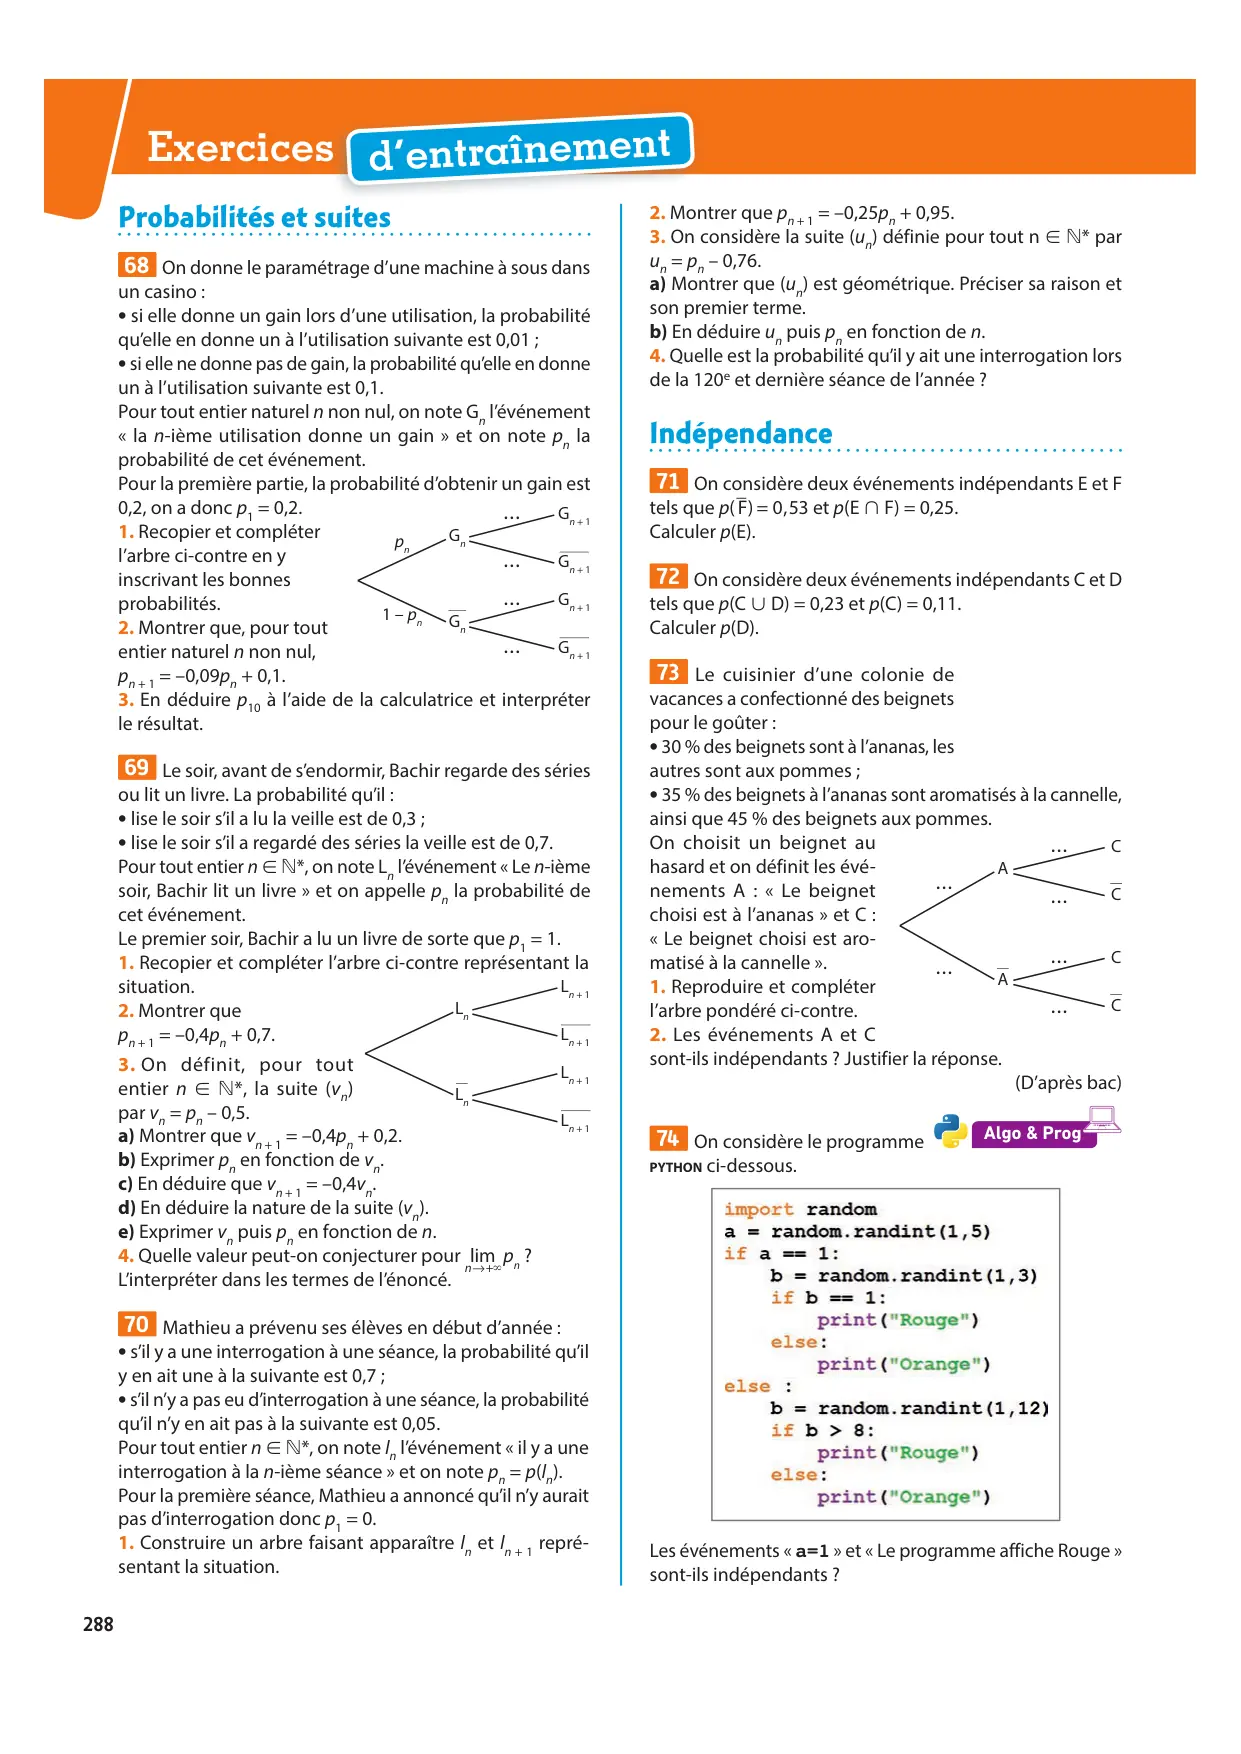 Exercices d'entraînement
Probabilités et suites
68 On donne le paramétrage d'une machine à sous dans
un casino :
• si elle donne un gain lors d'une utilisation, la probabilité
qu'elle en donne un à l'utilisation suivante est 0,01 ;
• si elle ne donne pas de gain, la probabilité qu'elle en donne
un à l'utilisation suivante est 0,1.
Pour tout entier naturel n non nul, on note Gn l'événement
« la n-ième utilisation donne un gain » et on note pn la
probabilité de cet événement.
Pour la première partie, la probabilité d'obtenir un gain est
0,2, on a donc p1 = 0,2.
1. Recopier et compléter
l'arbre ci-contre en y
inscrivant les bonnes
probabilités.
2. Montrer que, pour tout
entier naturel n non nul,
pn + 1 = –0,09pn + 0,1.
pn
1 – pn
Gn
G̅n
...
Gn + 1
...
G̅n + 1
...
Gn + 1
...
G̅n + 1
3. En déduire p10 à l'aide de la calculatrice et interpréter
le résultat.
69 Le soir, avant de s'endormir, Bachir regarde des séries
ou lit un livre. La probabilité qu'il :
• lise le soir s'il a lu la veille est de 0,3 ;
• lise le soir s'il a regardé des séries la veille est de 0,7.
Pour tout entier n ∈ ℕ*, on note Ln l'événement « Le n-ième
soir, Bachir lit un livre » et on appelle pn la probabilité de
cet événement.
Le premier soir, Bachir a lu un livre de sorte que p1 = 1.
1. Recopier et compléter l'arbre ci-contre représentant la
situation.
2. Montrer que
pn + 1 = –0,4pn + 0,7.
3. On définit, pour tout
entier n ∈ ℕ*, la suite (vn)
par vn = pn – 0,5.
Ln
L̅n
Ln + 1
L̅n + 1
Ln + 1
L̅n + 1
a) Montrer que vn + 1 = –0,4pn + 0,2.
b) Exprimer pn en fonction de vn.
c) En déduire que vn + 1 = –0,4vn.
d) En déduire la nature de la suite (vn).
e) Exprimer vn puis pn en fonction de n.
4. Quelle valeur peut-on conjecturer pour lim n→+∞ pn ?
L'interpréter dans les termes de l'énoncé.
70 Mathieu a prévenu ses élèves en début d'année :
• s'il y a une interrogation à une séance, la probabilité qu'il
y en ait une à la suivante est 0,7 ;
• s'il n'y a pas eu d'interrogation à une séance, la probabilité
qu'il n'y en ait pas à la suivante est 0,05.
Pour tout entier n ∈ ℕ*, on note In l'événement « il y a une
interrogation à la n-ième séance » et on note pn = p(In).
Pour la première séance, Mathieu a annoncé qu'il n'y aurait
pas d'interrogation donc p1 = 0.
1. Construire un arbre faisant apparaître In et In + 1 repré-
sentant la situation.
2. Montrer que pn + 1 = –0,25pn + 0,95.
3. On considère la suite (un) définie pour tout n ∈ ℕ* par
un = pn – 0,76.
a) Montrer que (un) est géométrique. Préciser sa raison et
son premier terme.
b) En déduire un puis pn en fonction de n.
4. Quelle est la probabilité qu'il y ait une interrogation lors
de la 120e et dernière séance de l'année ?
Indépendance
71 On considère deux événements indépendants E et F
tels que p(F̅) = 0,53 et p(E ∩ F) = 0,25.
Calculer p(E).
72 On considère deux événements indépendants C et D
tels que p(C ∪ D) = 0,23 et p(C) = 0,11.
Calculer p(D).
73 Le cuisinier d'une colonie de
vacances a confectionné des beignets
pour le goûter :
• 30 % des beignets sont à l'ananas, les
autres sont aux pommes ;
• 35 % des beignets à l'ananas sont aromatisés à la cannelle,
ainsi que 45 % des beignets aux pommes.
On choisit un beignet au
hasard et on définit les évé-
nements A : « Le beignet
choisi est à l'ananas » et C :
« Le beignet choisi est aro-
matisé à la cannelle ».
1. Reproduire et compléter
l'arbre pondéré ci-contre.
2. Les événements A et C
sont-ils indépendants ? Justifier la réponse.
...
A
...
A̅
...
C
...
C̅
...
C
...
C̅
(D'après bac)
74 On considère le programme
Algo & Prog
PYTHON ci-dessous.
import random
a = random.randint(1,5)
if a == 1:
    b = random.randint(1,3)
    if b == 1:
        print("Rouge")
    else:
        print("Orange")
else :
    b = random.randint(1,12)
    if b > 8:
        print("Rouge")
    else:
        print("Orange")
Les événements « a=1 » et « Le programme affiche Rouge »
sont-ils indépendants ?
288